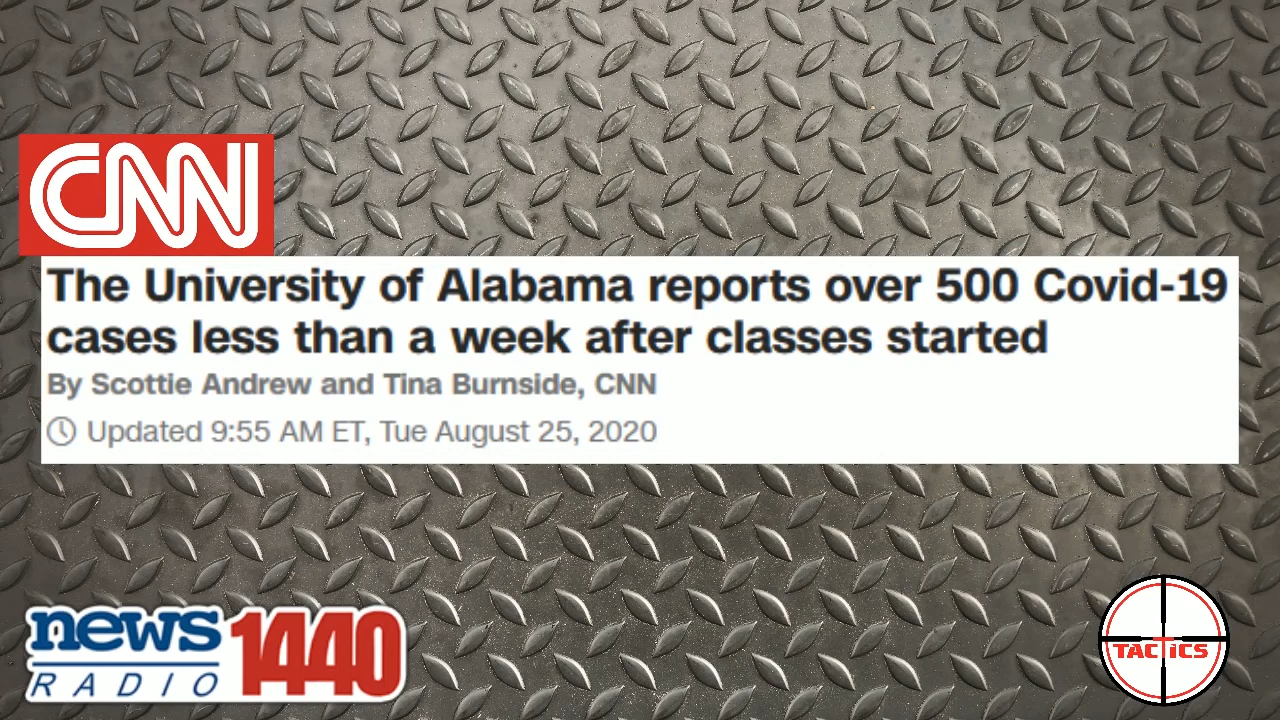 CNN
The University of Alabama reports over 500 Covid-19
cases less than a week after classes started
By Scottie Andrew and Tina Burnside, CNN
Updated 9:55 AM ET, Tue August 25, 2020
news 1440
RADIO
TACTICS